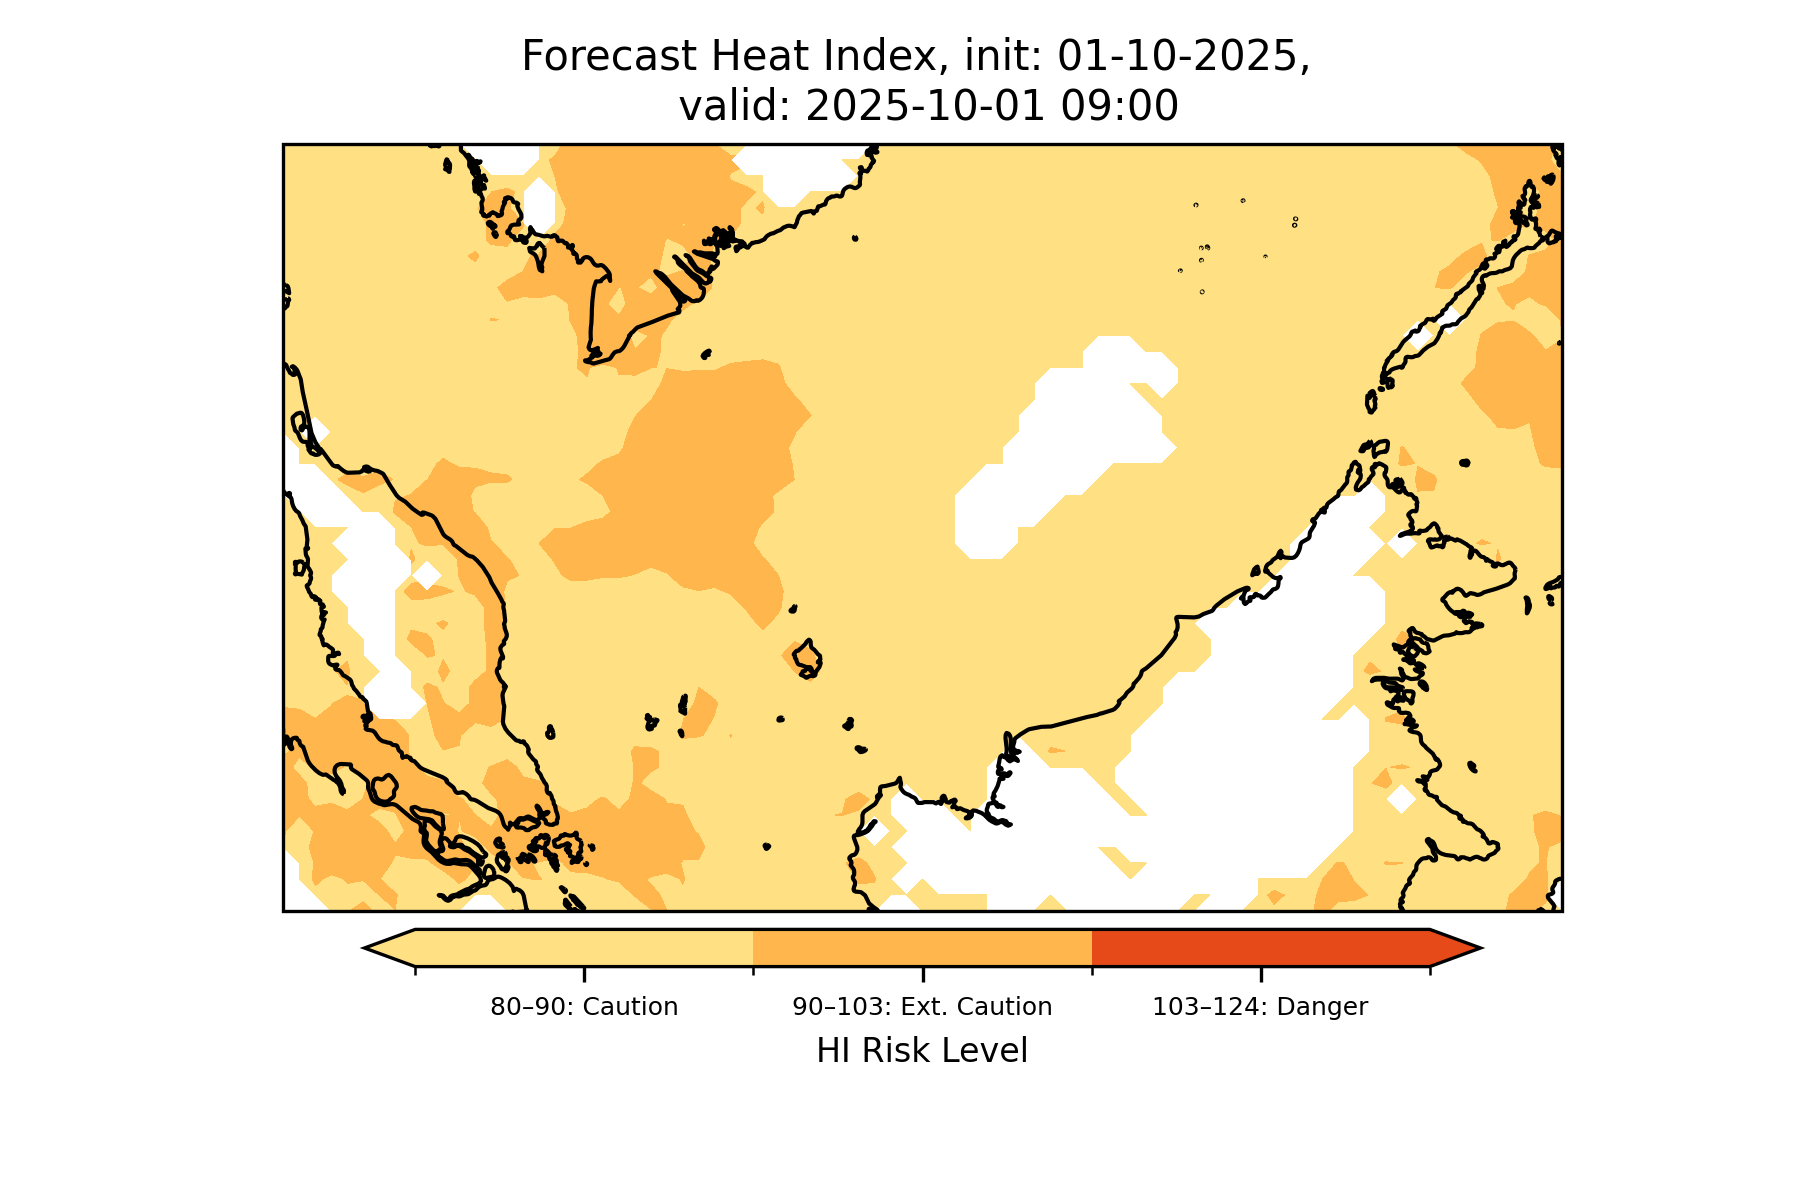 Forecast Heat Index, init: 01-10-2025,
valid: 2025-10-01 09:00
80–90: Caution
90–103: Ext. Caution
103–124: Danger
HI Risk Level